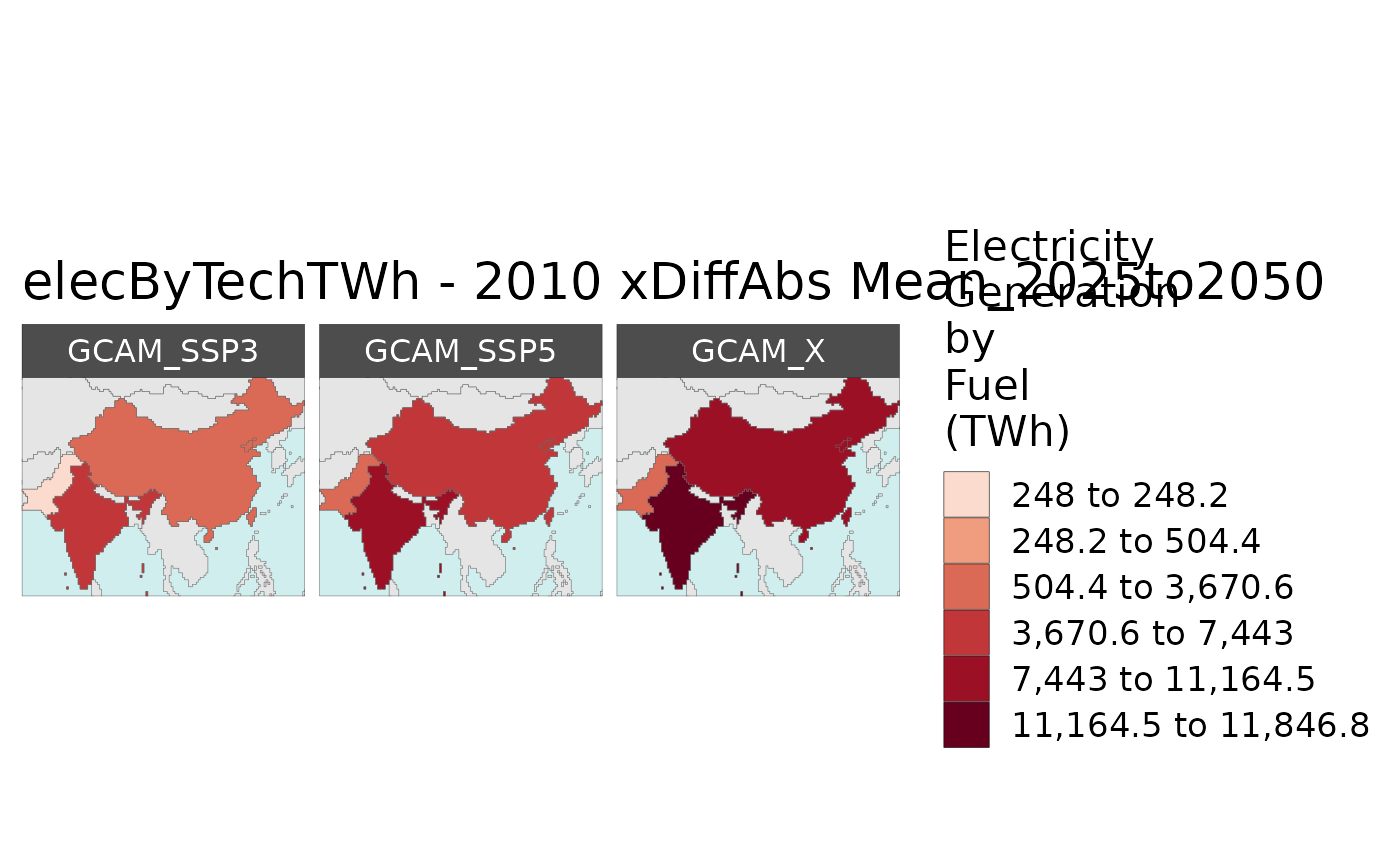 elecByTechTWh - 2010 xDiffAbs Mean_2025to2050
GCAM_SSP3
GCAM_SSP5
GCAM_X
Electricity
Generation
by
Fuel
(TWh)
248 to 248.2
248.2 to 504.4
504.4 to 3,670.6
3,670.6 to 7,443
7,443 to 11,164.5
11,164.5 to 11,846.8